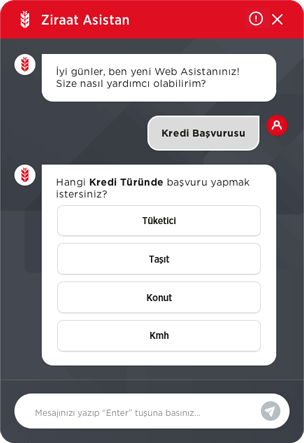 Ziraat Asistan
İyi günler, ben yeni Web Asistanınız!
Size nasıl yardımcı olabilirim?
Kredi Başvurusu
Hangi Kredi Türünde başvuru yapmak
istersiniz?
Tüketici
Taşıt
Konut
Kmh
Mesajınızı yazıp "Enter" tuşuna basınız...